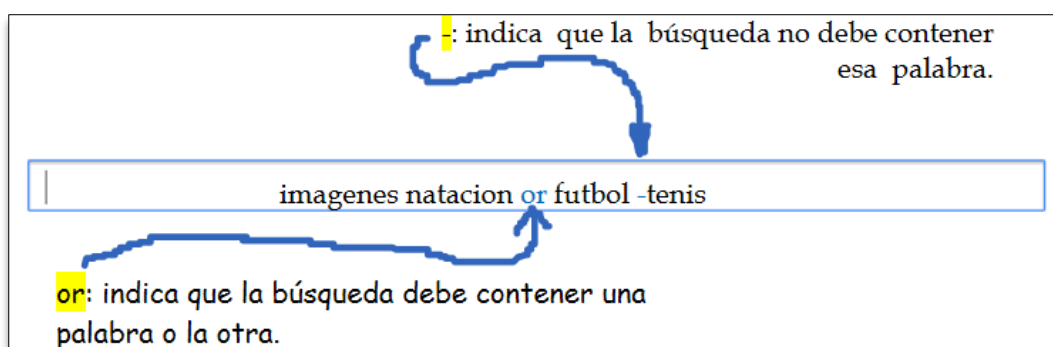 -: indica que la búsqueda no debe contener
esa palabra.
imagenes natacion or futbol -tenis
or: indica que la búsqueda debe contener una
palabra o la otra.